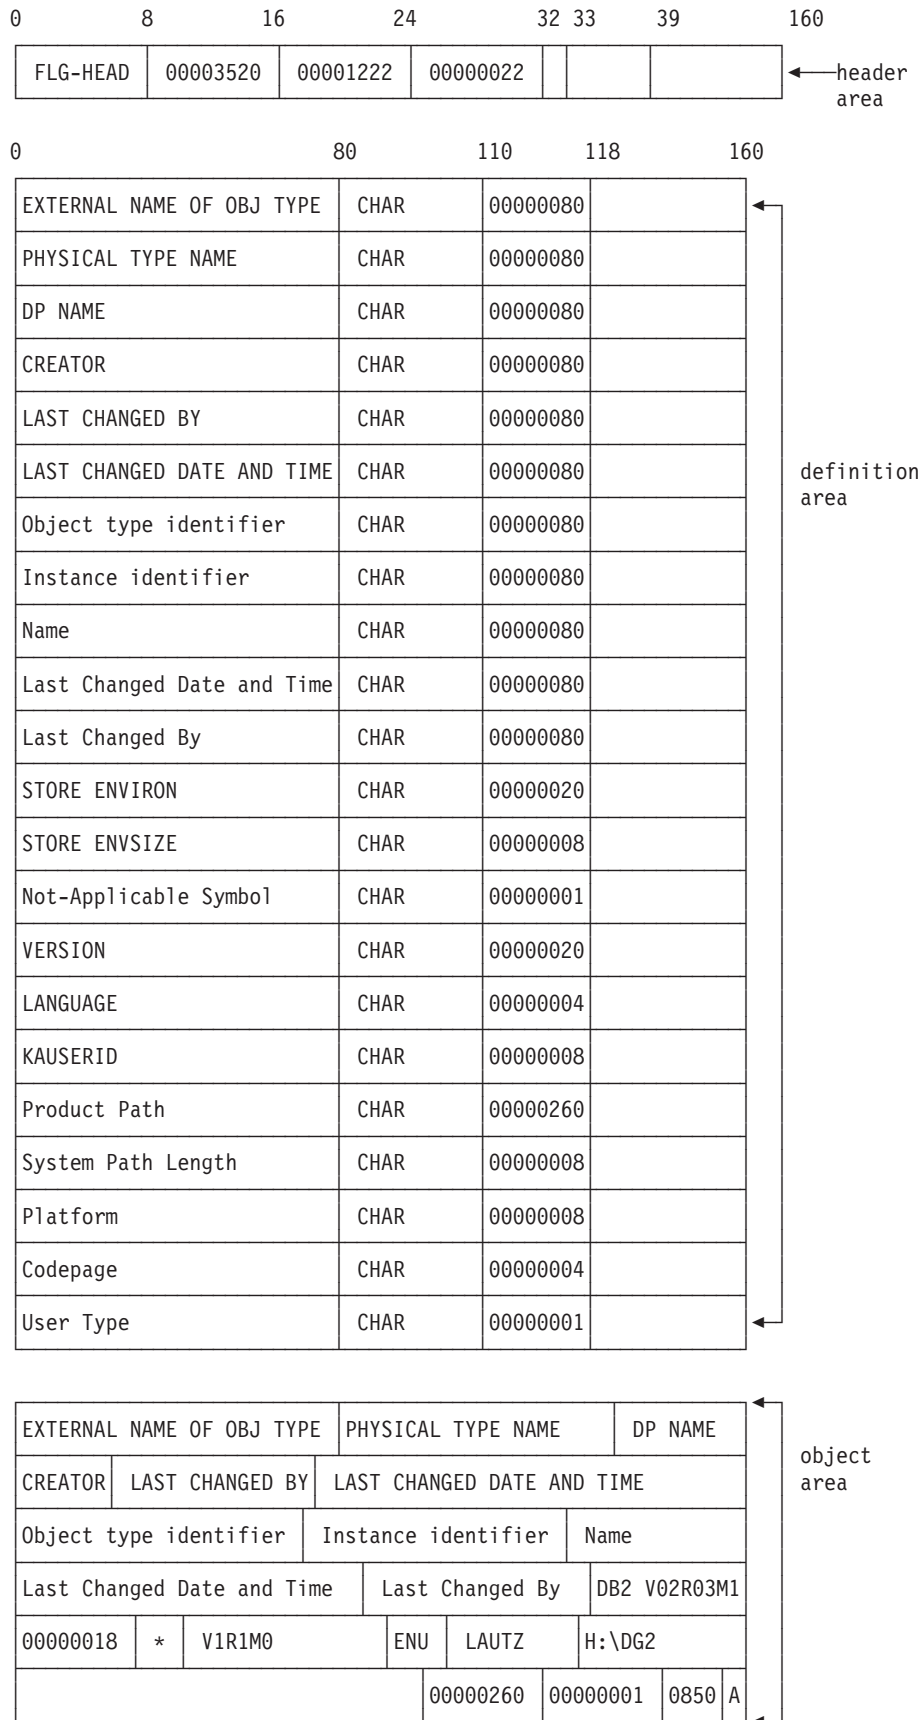 0 8 16 24 32 33 39 160
FLG-HEAD 00003520 00001222 00000022 header
area
0 80 110 118 160
EXTERNAL NAME OF OBJ TYPE CHAR 00000080
PHYSICAL TYPE NAME CHAR 00000080
DP NAME CHAR 00000080
CREATOR CHAR 00000080
LAST CHANGED BY CHAR 00000080
LAST CHANGED DATE AND TIME CHAR 00000080 definition
area
Object type identifier CHAR 00000080
Instance identifier CHAR 00000080
Name CHAR 00000080
Last Changed Date and Time CHAR 00000080
Last Changed By CHAR 00000080
STORE ENVIRON CHAR 00000020
STORE ENVSIZE CHAR 00000008
Not-Applicable Symbol CHAR 00000001
VERSION CHAR 00000020
LANGUAGE CHAR 00000004
KAUSERID CHAR 00000008
Product Path CHAR 00000260
System Path Length CHAR 00000008
Platform CHAR 00000008
Codepage CHAR 00000004
User Type CHAR 00000001
EXTERNAL NAME OF OBJ TYPE PHYSICAL TYPE NAME DP NAME
object
CREATOR LAST CHANGED BY LAST CHANGED DATE AND TIME area
Object type identifier Instance identifier Name
Last Changed Date and Time Last Changed By DB2 V02R03M1
00000018 * V1R1M0 ENU LAUTZ H:\DG2
00000260 00000001 0850 A